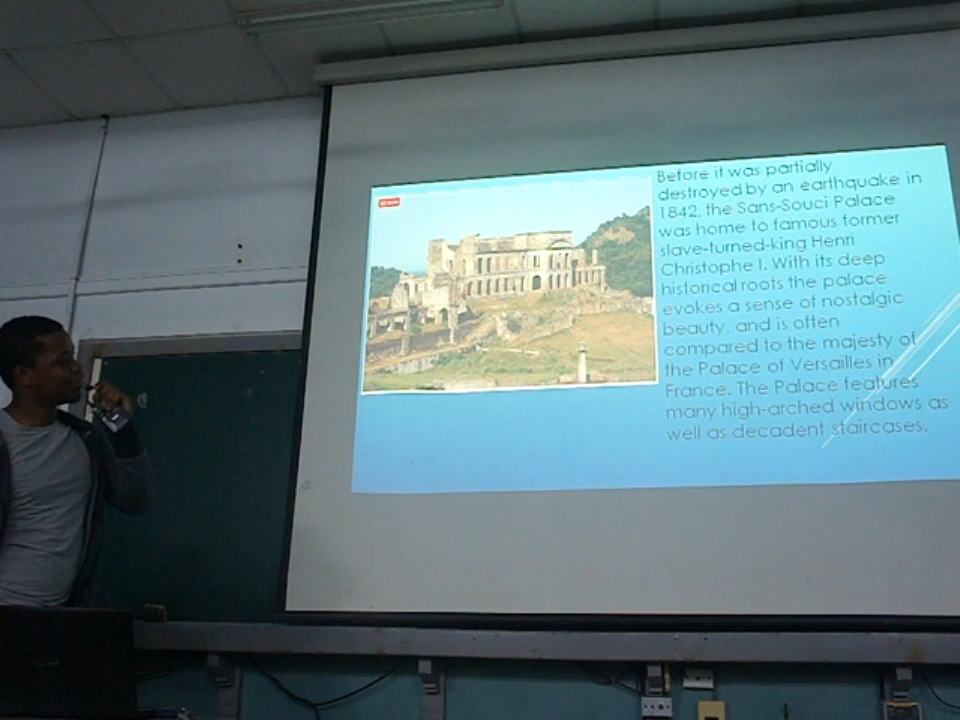 Before it was partially
destroyed by an earthquake in
1842, the Sans-Souci Palace
was home to famous former
slave-turned-king Henri
Christophe I. With its deep
historical roots the palace
evokes a sense of nostalgic
beauty, and is often
compared to the majesty of
the Palace of Versailles in
France. The Palace features
many high-arched windows as
well as decadent staircases.